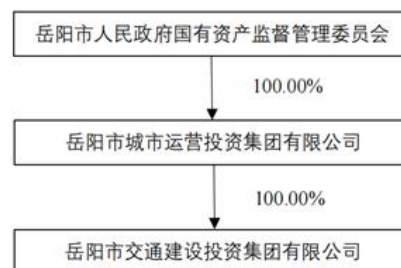 岳阳市人民政府国有资产监督管理委员会
100.00%
岳阳市城市运营投资集团有限公司
100.00%
岳阳市交通建设投资集团有限公司